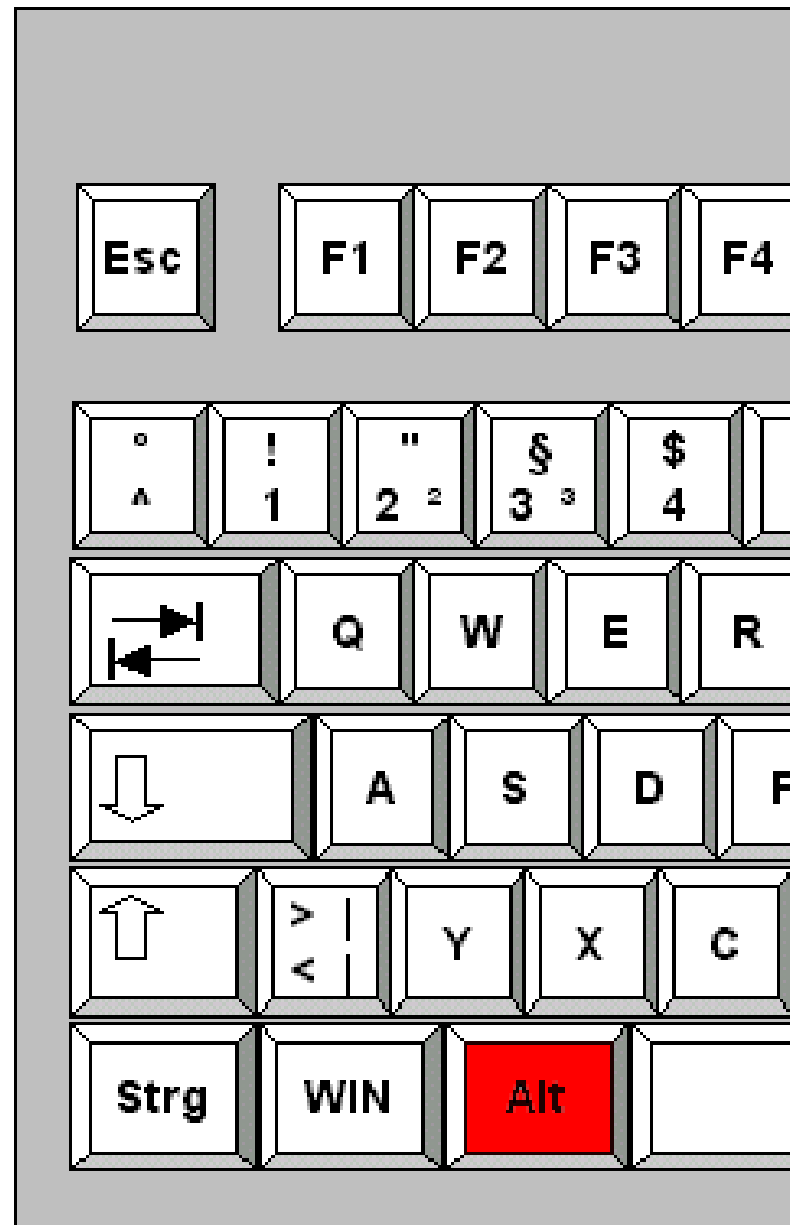 Esc F1 F2 F3 F4
° ! " § $
^ 1 2 ² 3 ³ 4
Q W E R
A S D F
> ¦
< Y X C
Strg WIN Alt